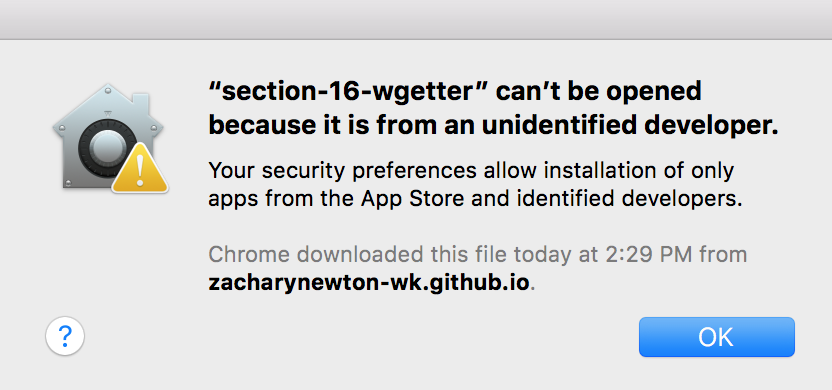 “section-16-wgetter” can’t be opened
because it is from an unidentified developer.
Your security preferences allow installation of only
apps from the App Store and identified developers.
Chrome downloaded this file today at 2:29 PM from
zacharynewton-wk.github.io.
?
OK